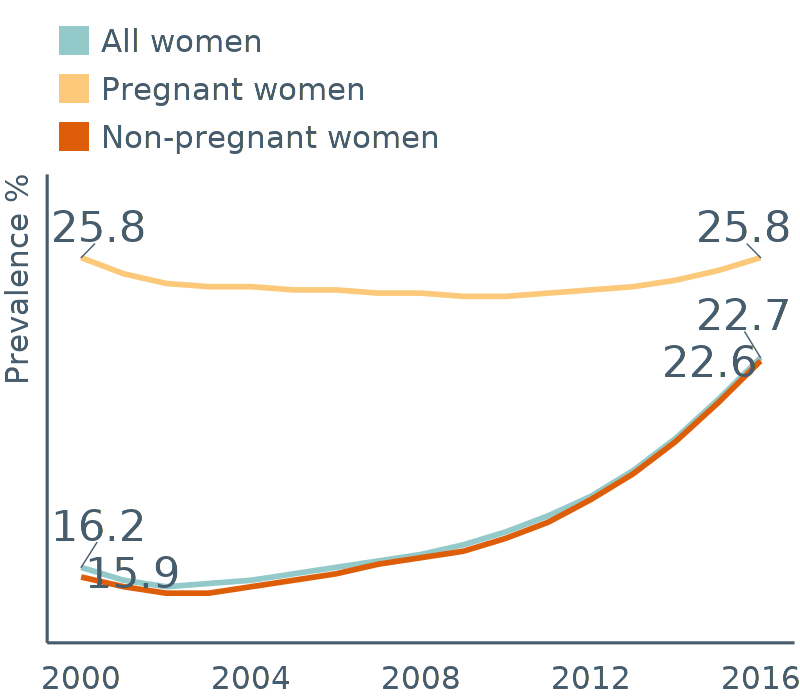 All women
Pregnant women
Non-pregnant women
Prevalence %
25.8
25.8
22.7
22.6
16.2
15.9
2000 2004 2008 2012 2016